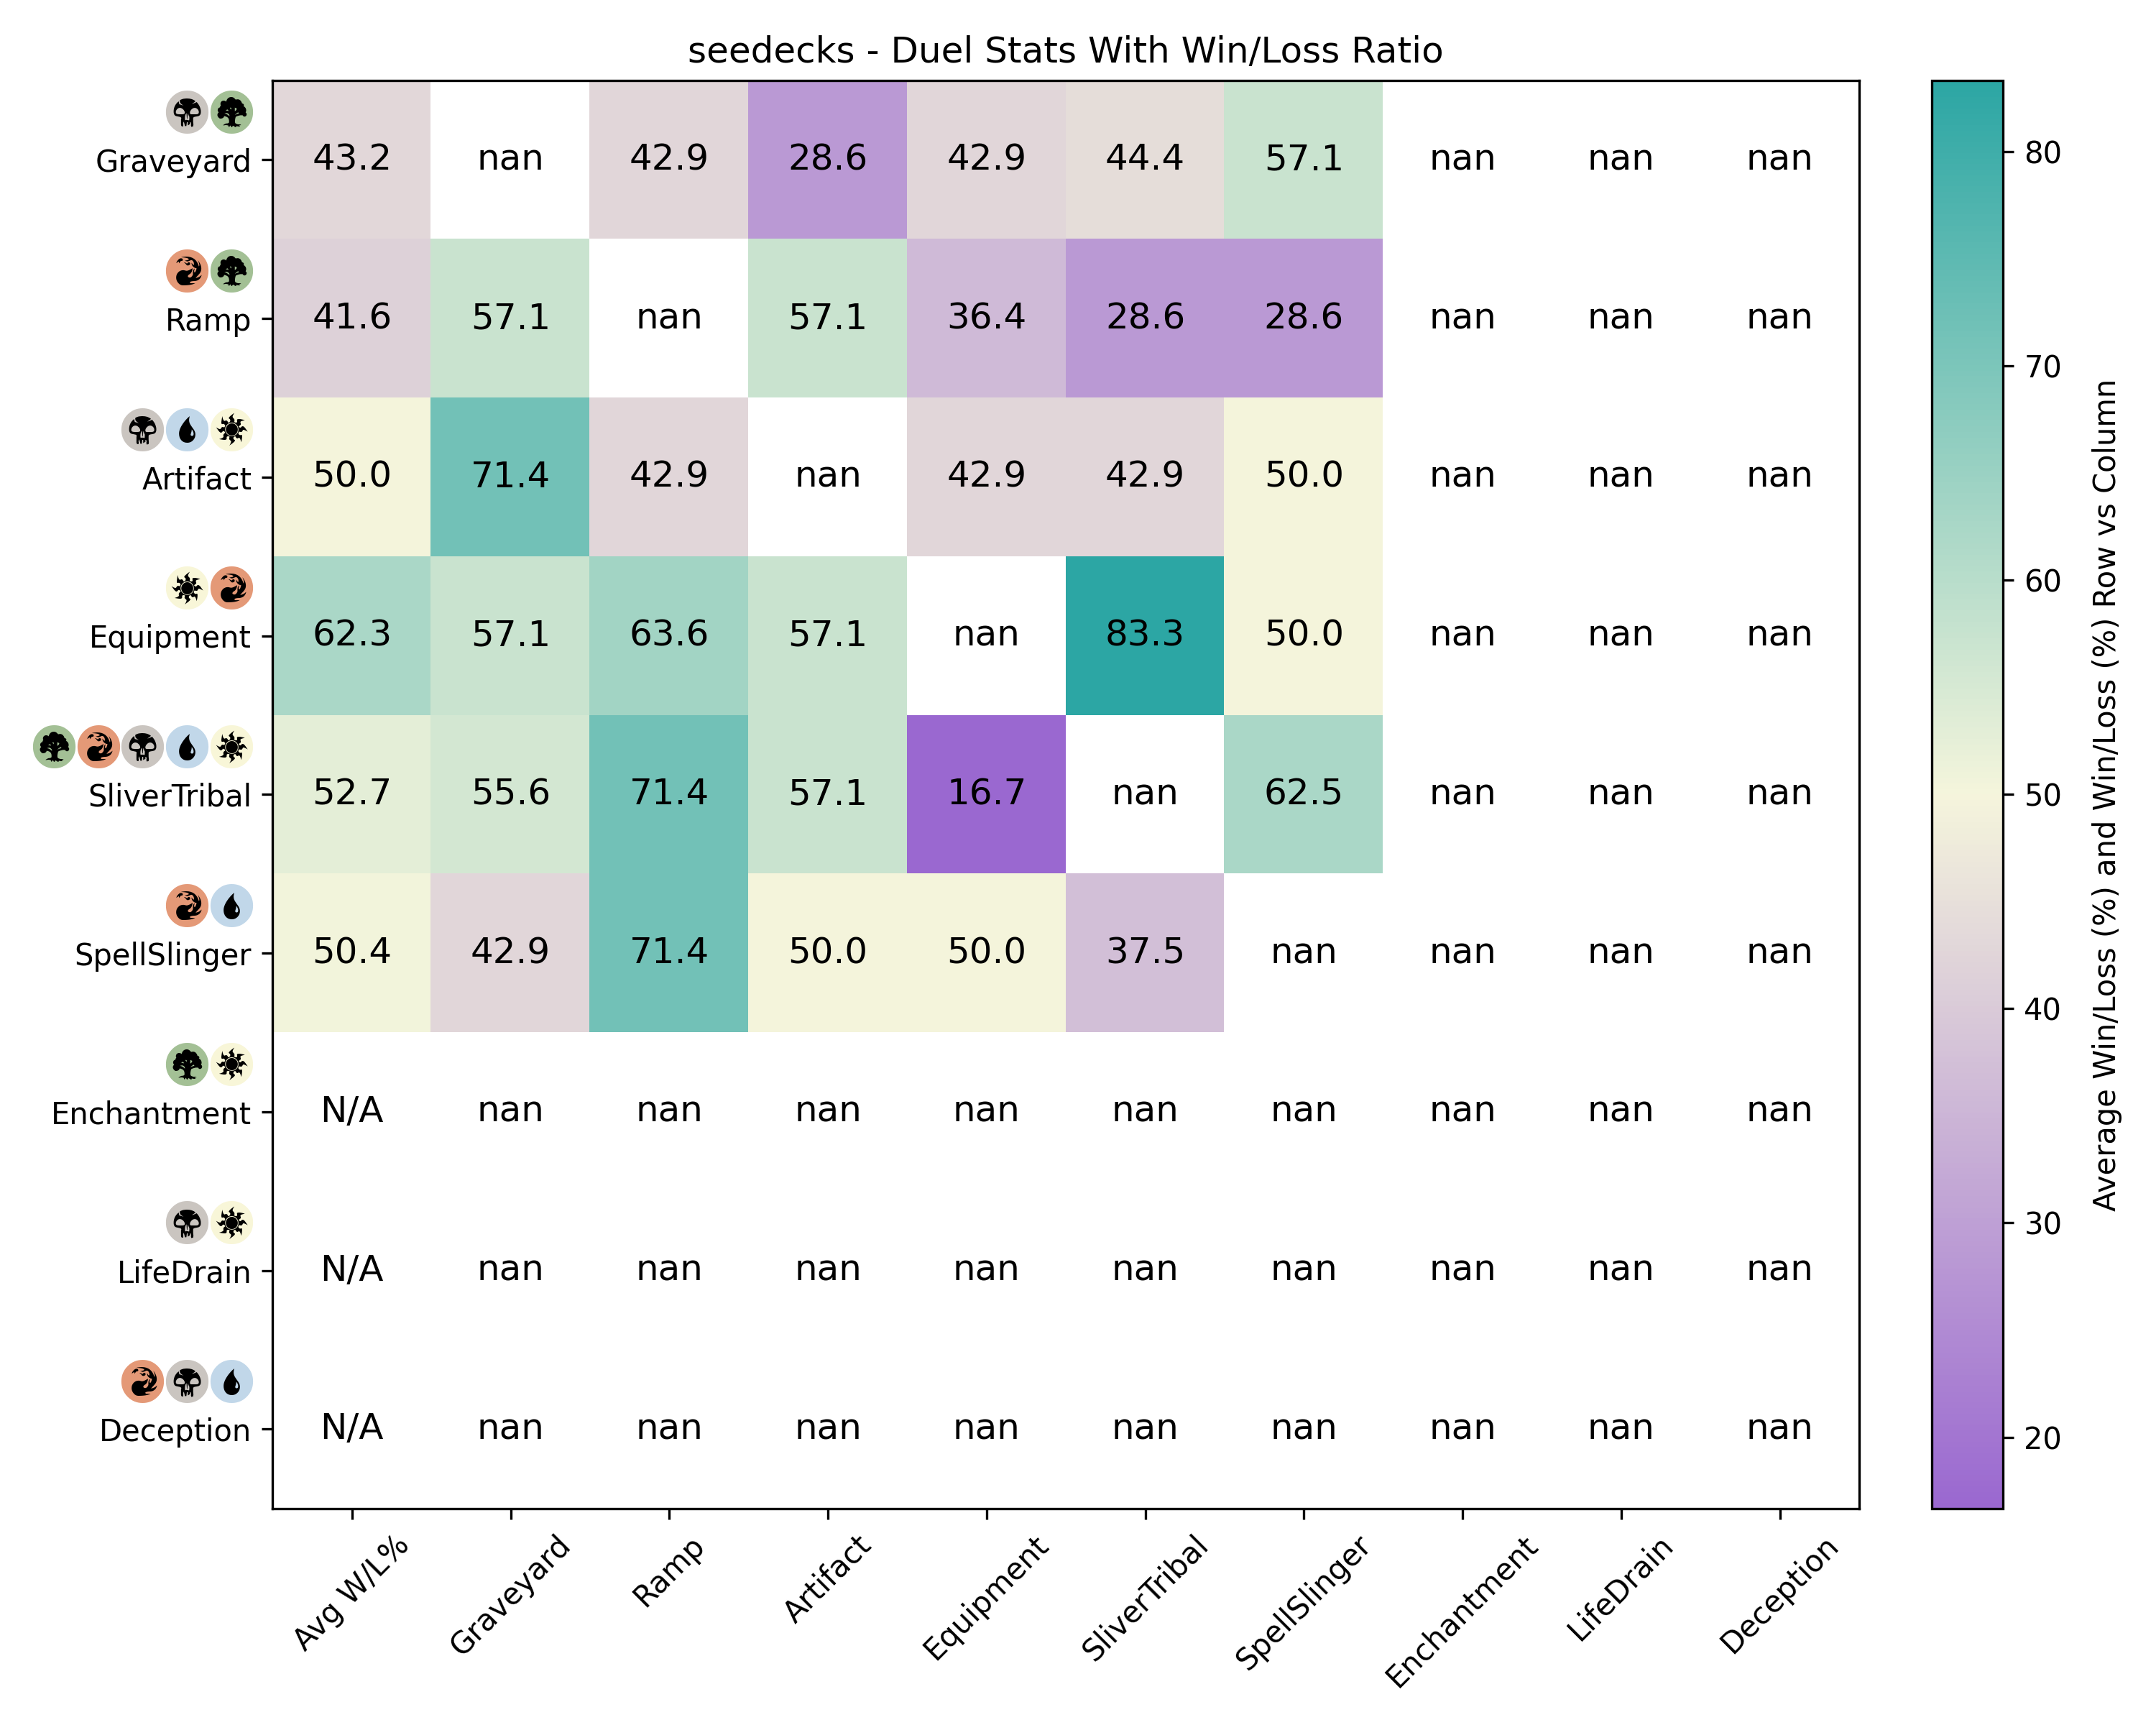 seedecks - Duel Stats With Win/Loss Ratio
Graveyard 43.2 nan 42.9 28.6 42.9 44.4 57.1 nan nan nan
Ramp 41.6 57.1 nan 57.1 36.4 28.6 28.6 nan nan nan
Artifact 50.0 71.4 42.9 nan 42.9 42.9 50.0 nan nan nan
Equipment 62.3 57.1 63.6 57.1 nan 83.3 50.0 nan nan nan
SliverTribal 52.7 55.6 71.4 57.1 16.7 nan 62.5 nan nan nan
SpellSlinger 50.4 42.9 71.4 50.0 50.0 37.5 nan nan nan nan
Enchantment N/A nan nan nan nan nan nan nan nan nan
LifeDrain N/A nan nan nan nan nan nan nan nan nan
Deception N/A nan nan nan nan nan nan nan nan nan
Avg W/L% Graveyard Ramp Artifact Equipment SliverTribal SpellSlinger Enchantment LifeDrain Deception
80
70
60
50
40
30
20
Average Win/Loss (%) and Win/Loss (%) Row vs Column